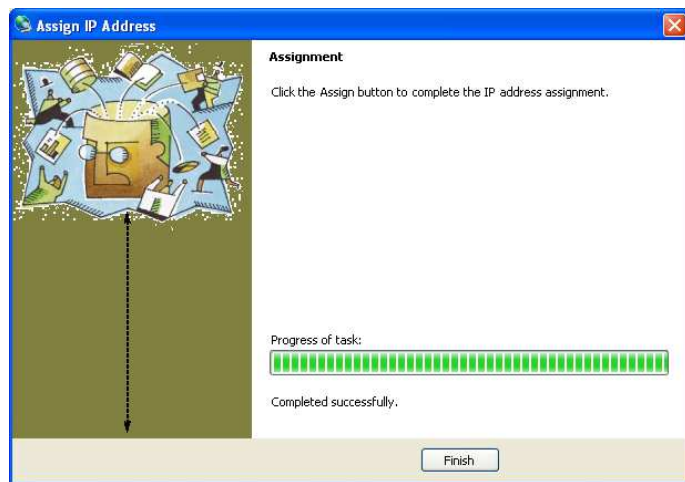 Assign IP Address
Assignment
Click the Assign button to complete the IP address assignment.
Progress of task:
Completed successfully.
Finish